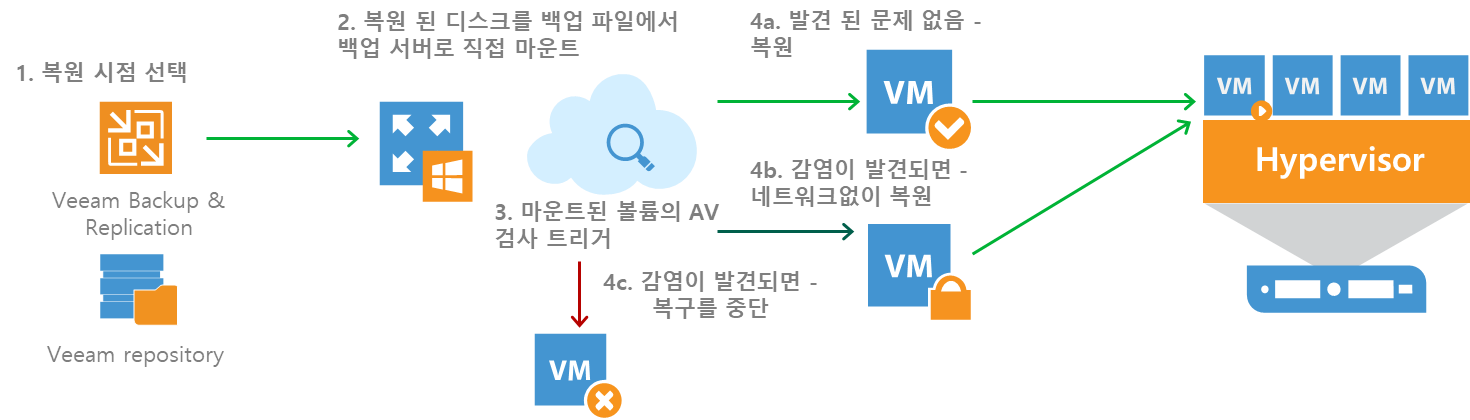 1. 복원 시점 선택
Veeam Backup &
Replication
Veeam repository
2. 복원 된 디스크를 백업 파일에서
백업 서버로 직접 마운트
3. 마운트된 볼륨의 AV
검사 트리거
4a. 발견 된 문제 없음 -
복원
VM
4b. 감염이 발견되면 -
네트워크없이 복원
VM
4c. 감염이 발견되면 -
복구를 중단
VM
VM
VM
VM
VM
Hypervisor